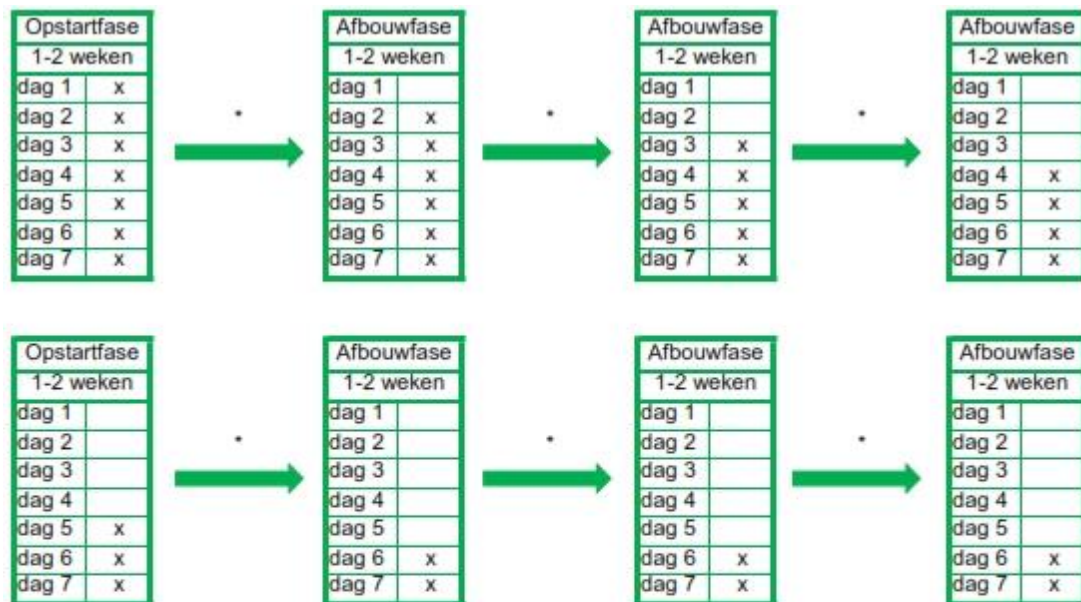 Opstartfase Afbouwfase Afbouwfase Afbouwfase
1-2 weken 1-2 weken 1-2 weken 1-2 weken
dag 1 x dag 1 dag 1 dag 1
dag 2 x * dag 2 x * dag 2 * dag 2
dag 3 x dag 3 x dag 3 x dag 3
dag 4 x dag 4 x dag 4 x dag 4 x
dag 5 x dag 5 x dag 5 x dag 5 x
dag 6 x dag 6 x dag 6 x dag 6 x
dag 7 x dag 7 x dag 7 x dag 7 x
Opstartfase Afbouwfase Afbouwfase Afbouwfase
1-2 weken 1-2 weken 1-2 weken 1-2 weken
dag 1 dag 1 dag 1 dag 1
dag 2 * dag 2 * dag 2 * dag 2
dag 3 dag 3 dag 3 dag 3
dag 4 dag 4 dag 4 dag 4
dag 5 x dag 5 dag 5 dag 5
dag 6 x dag 6 x dag 6 x dag 6 x
dag 7 x dag 7 x dag 7 x dag 7 x